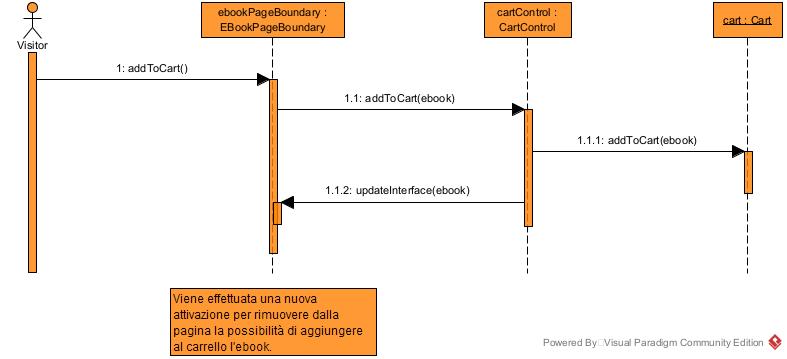 ebookPageBoundary :
EBookPageBoundary
cartControl :
CartControl
cart : Cart
Visitor
1: addToCart()
1.1: addToCart(ebook)
1.1.1: addToCart(ebook)
1.1.2: updateInterface(ebook)
Viene effettuata una nuova
attivazione per rimuovere dalla
pagina la possibilità di aggiungere
al carrello l'ebook.
Powered By Visual Paradigm Community Edition